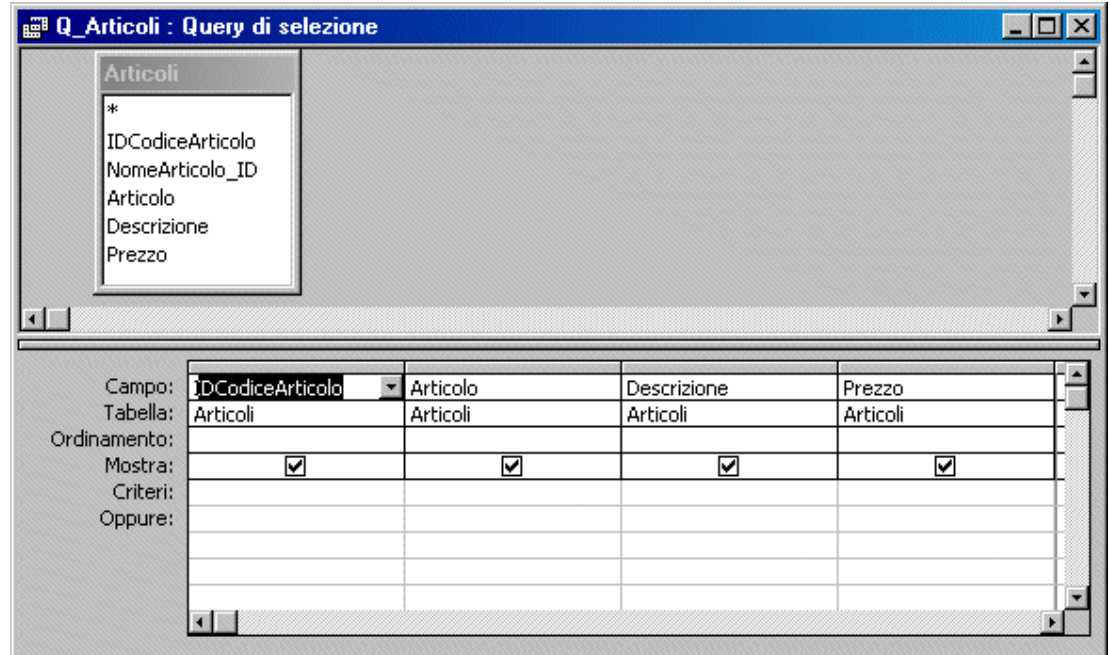 Q_Articoli : Query di selezione
Articoli
*
IDCodiceArticolo
NomeArticolo_ID
Articolo
Descrizione
Prezzo
Campo: IDCodiceArticolo Articolo Descrizione Prezzo
Tabella: Articoli Articoli Articoli Articoli
Ordinamento:
Mostra:
Criteri:
Oppure: